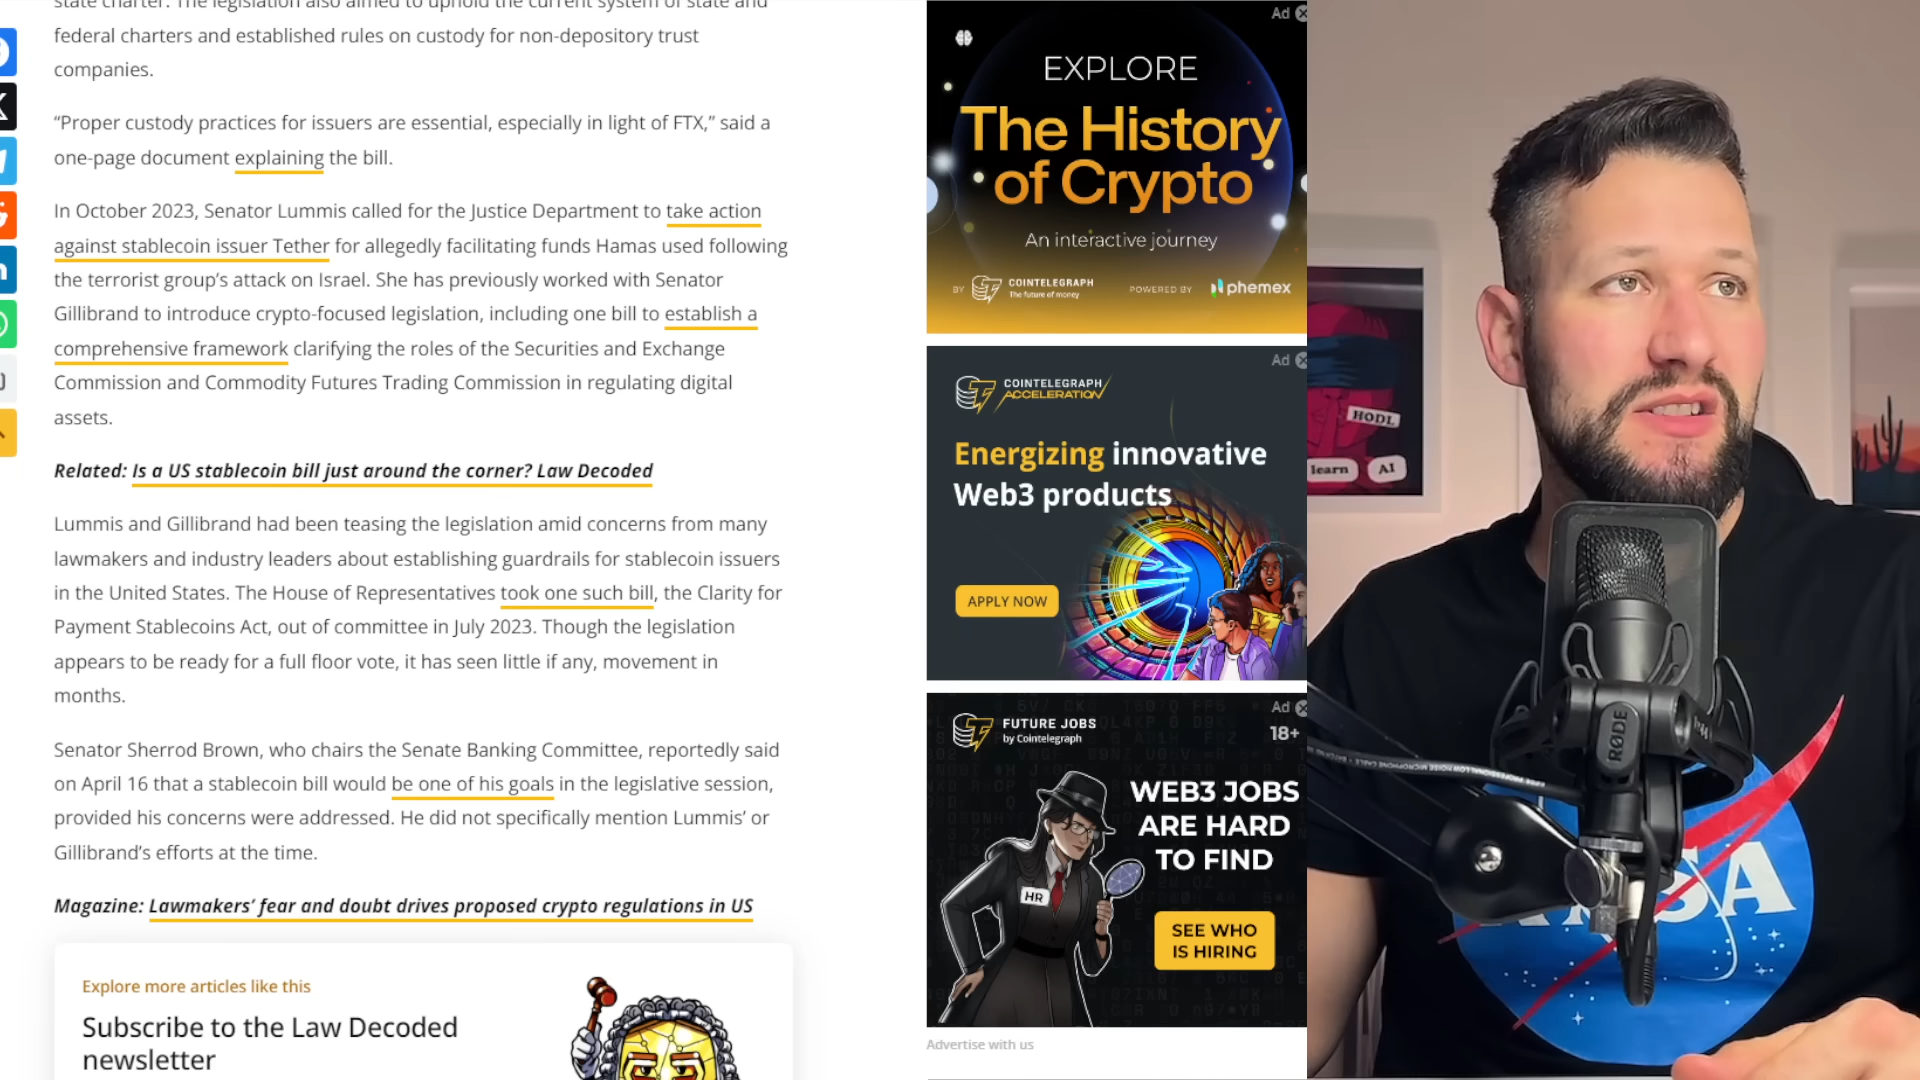 state charter. The legislation also aimed to uphold the current system of state and
federal charters and established rules on custody for non-depository trust
companies.
“Proper custody practices for issuers are essential, especially in light of FTX,” said a
one-page document explaining the bill.
In October 2023, Senator Lummis called for the Justice Department to take action
against stablecoin issuer Tether for allegedly facilitating funds Hamas used following
the terrorist group’s attack on Israel. She has previously worked with Senator
Gillibrand to introduce crypto-focused legislation, including one bill to establish a
comprehensive framework clarifying the roles of the Securities and Exchange
Commission and Commodity Futures Trading Commission in regulating digital
assets.
Related: Is a US stablecoin bill just around the corner? Law Decoded
Lummis and Gillibrand had been teasing the legislation amid concerns from many
lawmakers and industry leaders about establishing guardrails for stablecoin issuers
in the United States. The House of Representatives took one such bill, the Clarity for
Payment Stablecoins Act, out of committee in July 2023. Though the legislation
appears to be ready for a full floor vote, it has seen little if any, movement in
months.
Senator Sherrod Brown, who chairs the Senate Banking Committee, reportedly said
on April 16 that a stablecoin bill would be one of his goals in the legislative session,
provided his concerns were addressed. He did not specifically mention Lummis’ or
Gillibrand’s efforts at the time.
Magazine: Lawmakers’ fear and doubt drives proposed crypto regulations in US
Explore more articles like this
Subscribe to the Law Decoded
newsletter
Ad
EXPLORE
The History
of Crypto
An interactive journey
BY COINTELEGRAPH
The future of money
POWERED BY phemex
Ad
COINTELEGRAPH
ACCELERATION
Energizing innovative
Web3 products
APPLY NOW
Ad
FUTURE JOBS
by Cointelegraph
18+
WEB3 JOBS
ARE HARD
TO FIND
HR
SEE WHO
IS HIRING
Advertise with us
HODL
learn
AI
RØDE
NASA